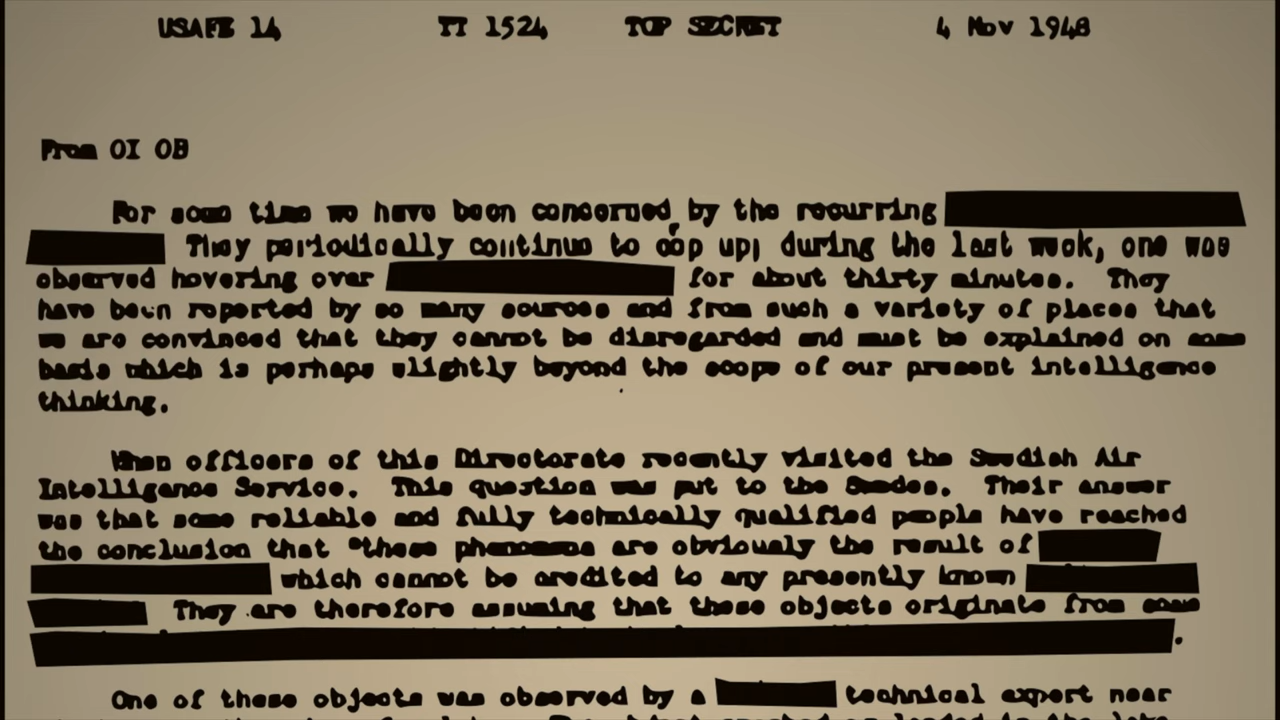 USAFE 14 TT 1524 TOP SECRET 4 Nov 1948
From OI OB
For some time we have been concerned by the recurring
They periodically continue to pop up; during the last week, one was
observed hovering over for about thirty minutes. They
have been reported by so many sources and from such a variety of places that
we are convinced that they cannot be disregarded and must be explained on some
basis which is perhaps slightly beyond the scope of our present intelligence
thinking.
When officers of this Directorate recently visited the Swedish Air
Intelligence Service. This question was put to the Swedes. Their answer
was that some reliable and fully technically qualified people have reached
the conclusion that "these phenomena are obviously the result of
which cannot be credited to any presently known
They are therefore assuming that these objects originate from some
.
One of these objects was observed by a technical expert near